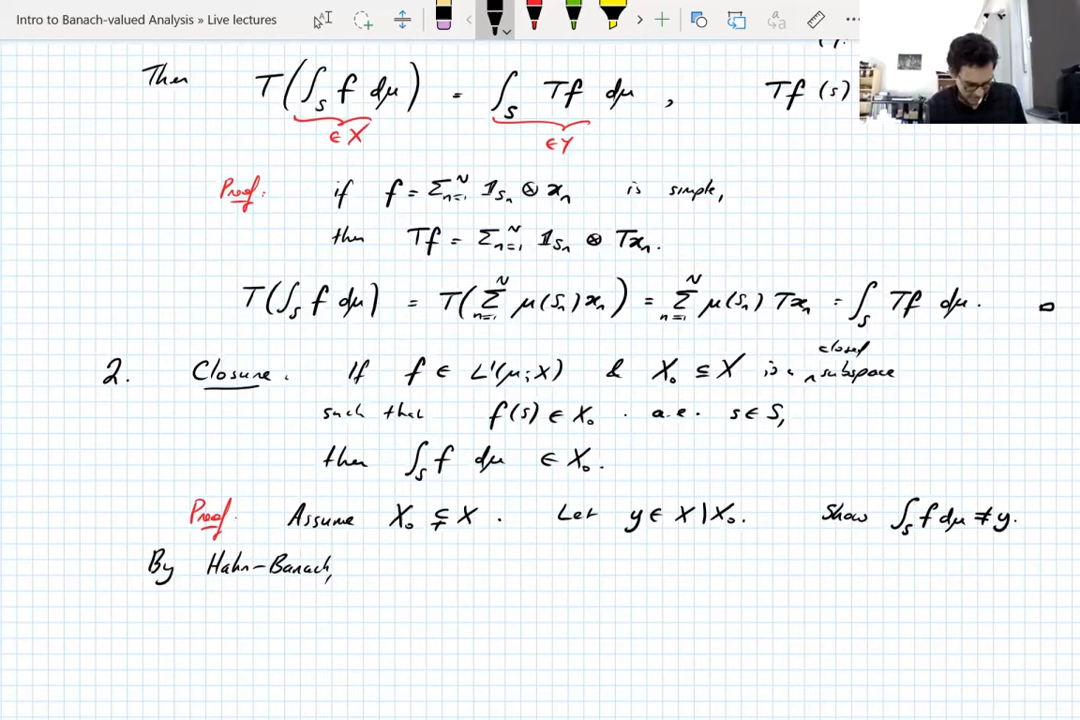 Intro to Banach-valued Analysis » Live lectures
Then T(∫_S f dμ) = ∫_S Tf dμ , Tf (s)
∈ X ∈ Y
Proof: if f = Σ_{n=1}^N 𝟙_{S_n} ⊗ x_n is simple,
then Tf = Σ_{n=1}^N 𝟙_{S_n} ⊗ Tx_n.
T(∫_S f dμ) = T(Σ_{n=1}^N μ(S_n) x_n) = Σ_{n=1}^N μ(S_n) Tx_n = ∫_S Tf dμ. □
closed
2. Closure. If f ∈ L¹(μ; X) & X₀ ⊆ X is a subspace
such that f(s) ∈ X₀ a.e. s ∈ S,
then ∫_S f dμ ∈ X₀.
Proof. Assume X₀ ⊊ X. Let y ∈ X \ X₀. Show ∫_S f dμ ≠ y.
By Hahn-Banach,